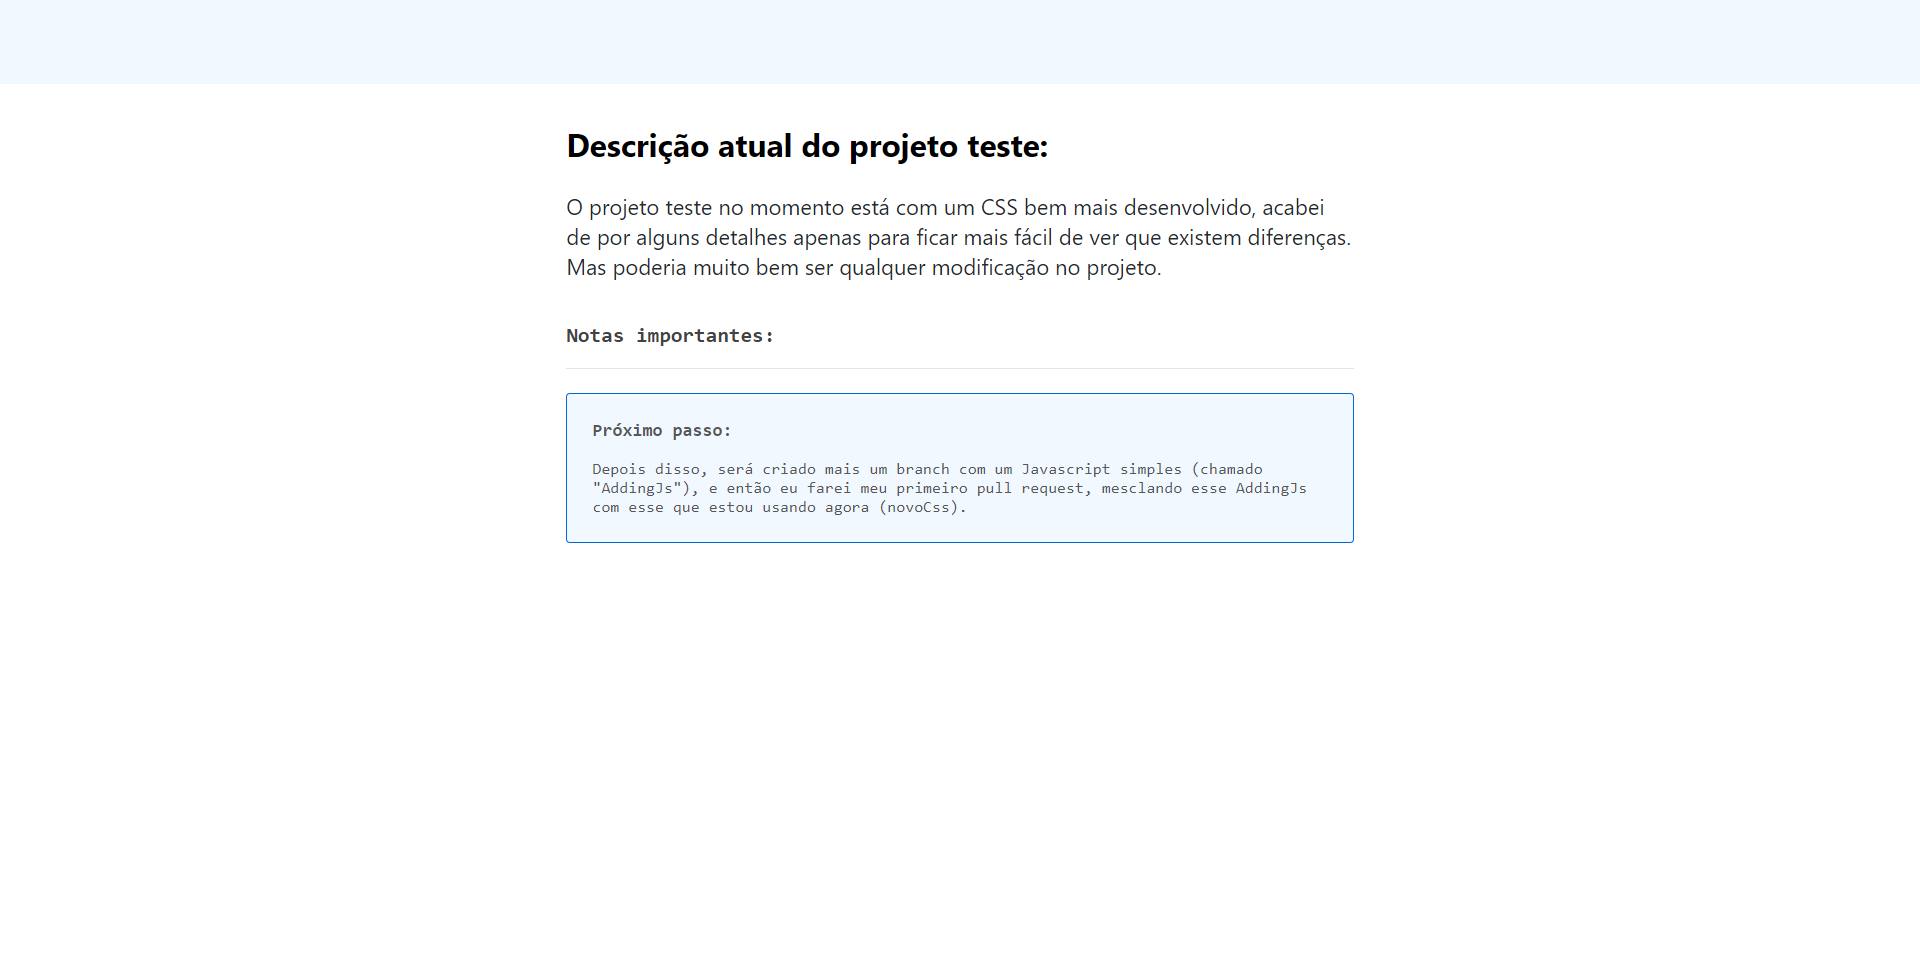 Descrição atual do projeto teste:
O projeto teste no momento está com um CSS bem mais desenvolvido, acabei
de por alguns detalhes apenas para ficar mais fácil de ver que existem diferenças.
Mas poderia muito bem ser qualquer modificação no projeto.
Notas importantes:
Próximo passo:
Depois disso, será criado mais um branch com um Javascript simples (chamado
"AddingJs"), e então eu farei meu primeiro pull request, mesclando esse AddingJs
com esse que estou usando agora (novoCss).